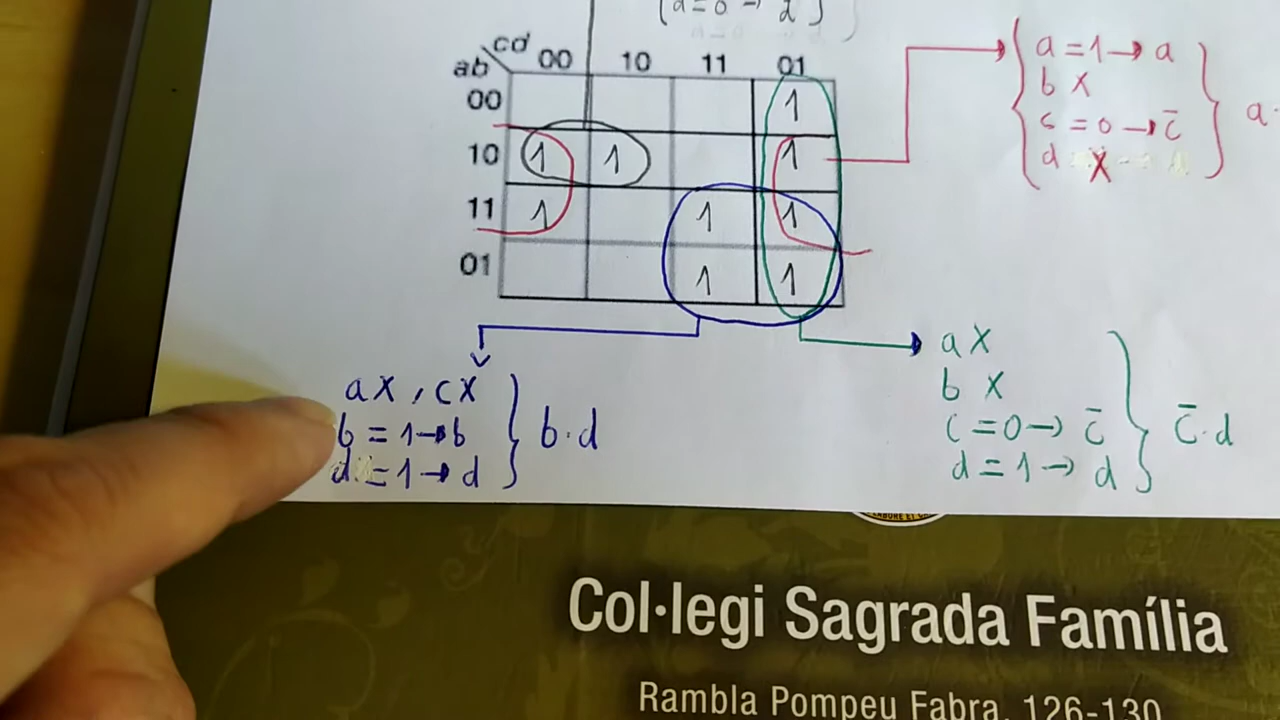 (d=0 → d̄)
cd
ab 00 10 11 01
00 1
10 1 1 1
11 1 1 1
01 1 1
a = 1 → a
b X
c = 0 → c̄
d X
a·
a X , c X
b = 1 → b
d = 1 → d
b·d
a X
b X
c = 0 → c̄
d = 1 → d
c̄·d
Col·legi Sagrada Família
Rambla Pompeu Fabra, 126-130